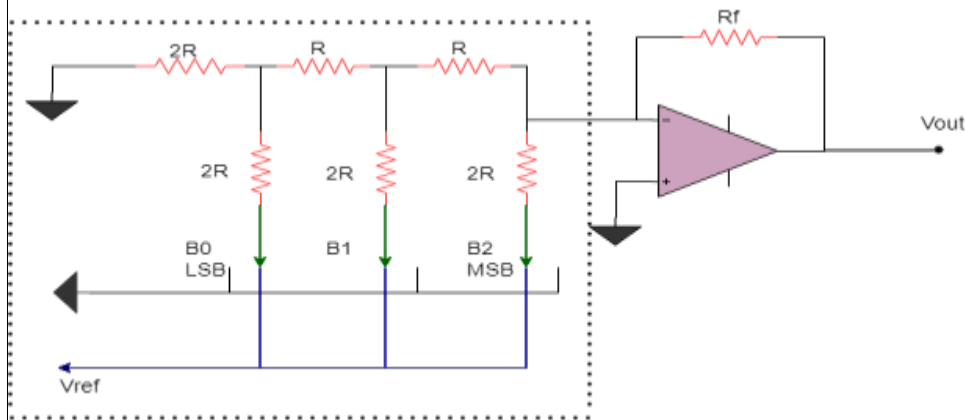 Rf
2R R R
Vout
2R 2R 2R
B0 B1 B2
LSB MSB
Vref